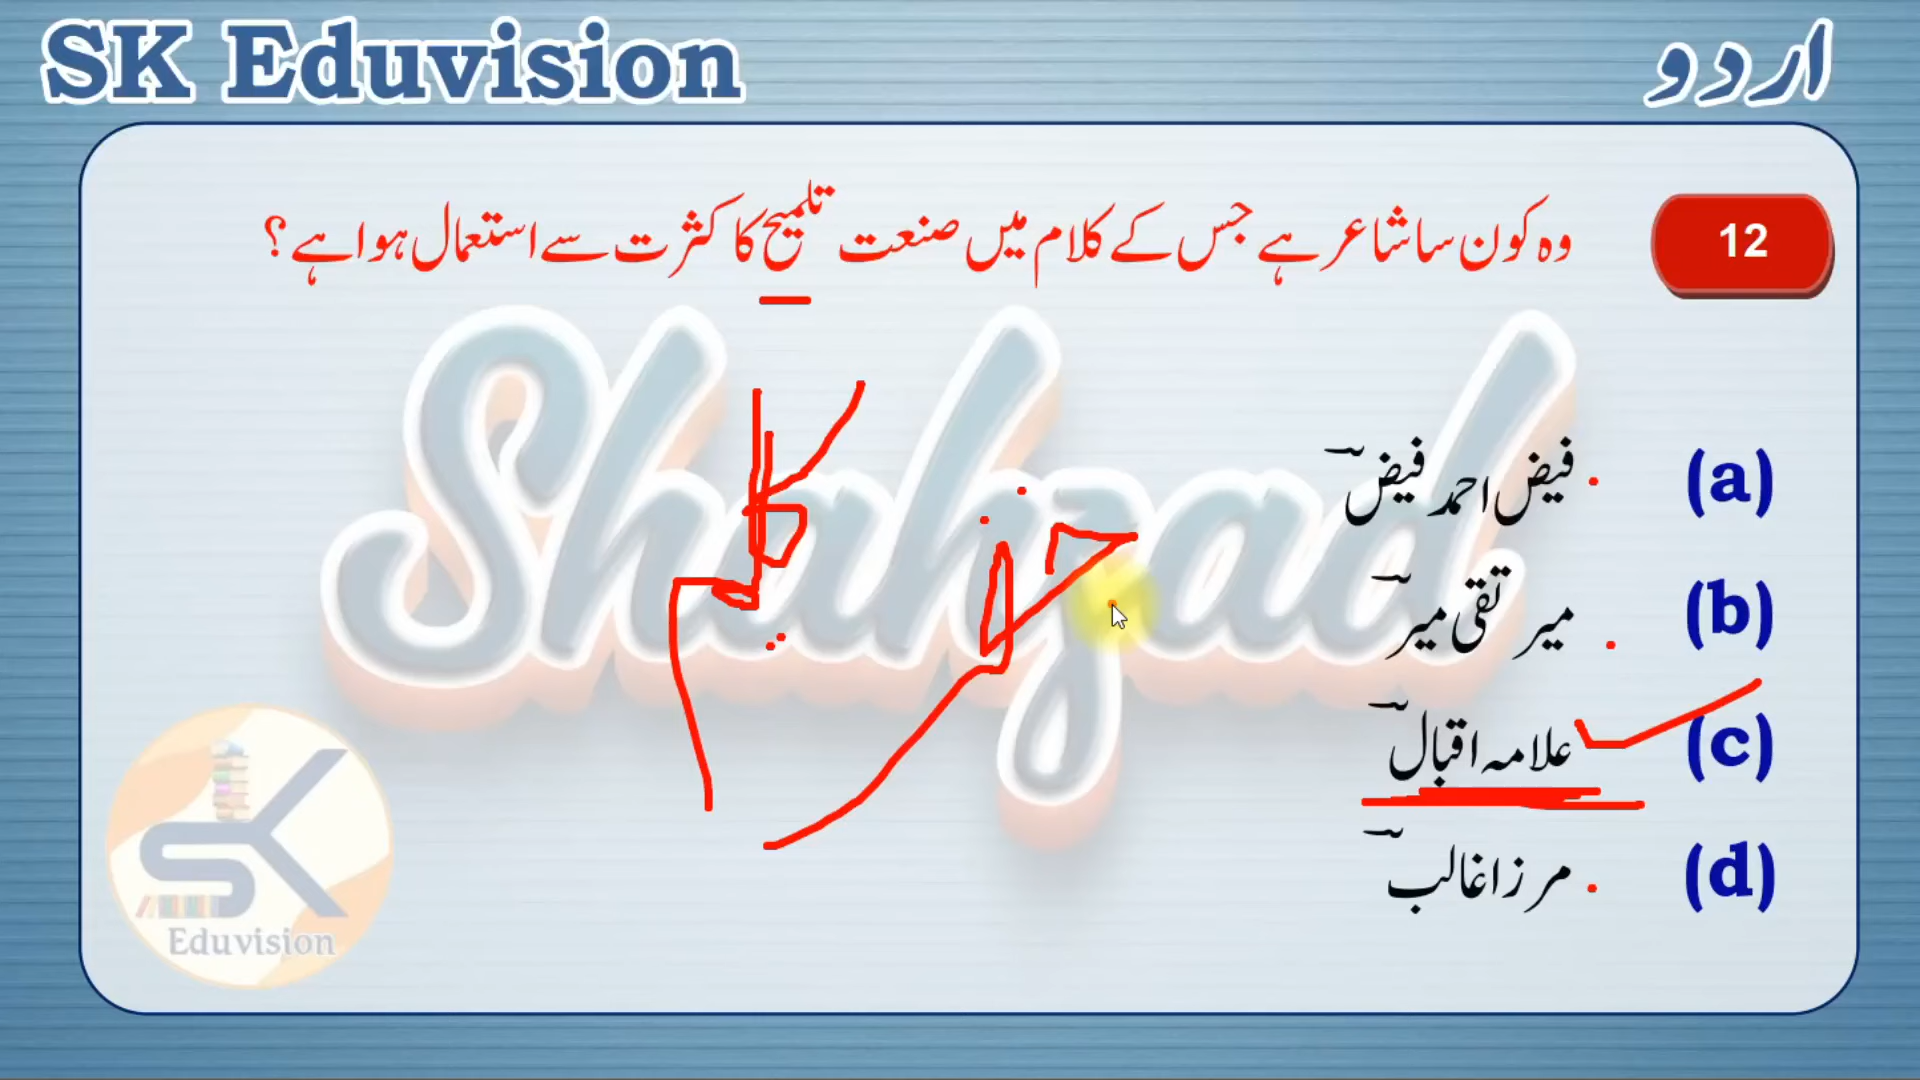 SK Eduvision
اردو
12
وہ کون سا شاعر ہے جس کے کلام میں صنعت تلمیح کا کثرت سے استعمال ہوا ہے؟
(a) فیض احمد فیضؔ
(b) میر تقی میرؔ
(c) علامہ اقبالؔ
(d) مرزا غالبؔ
Shahzad
SK
Eduvision